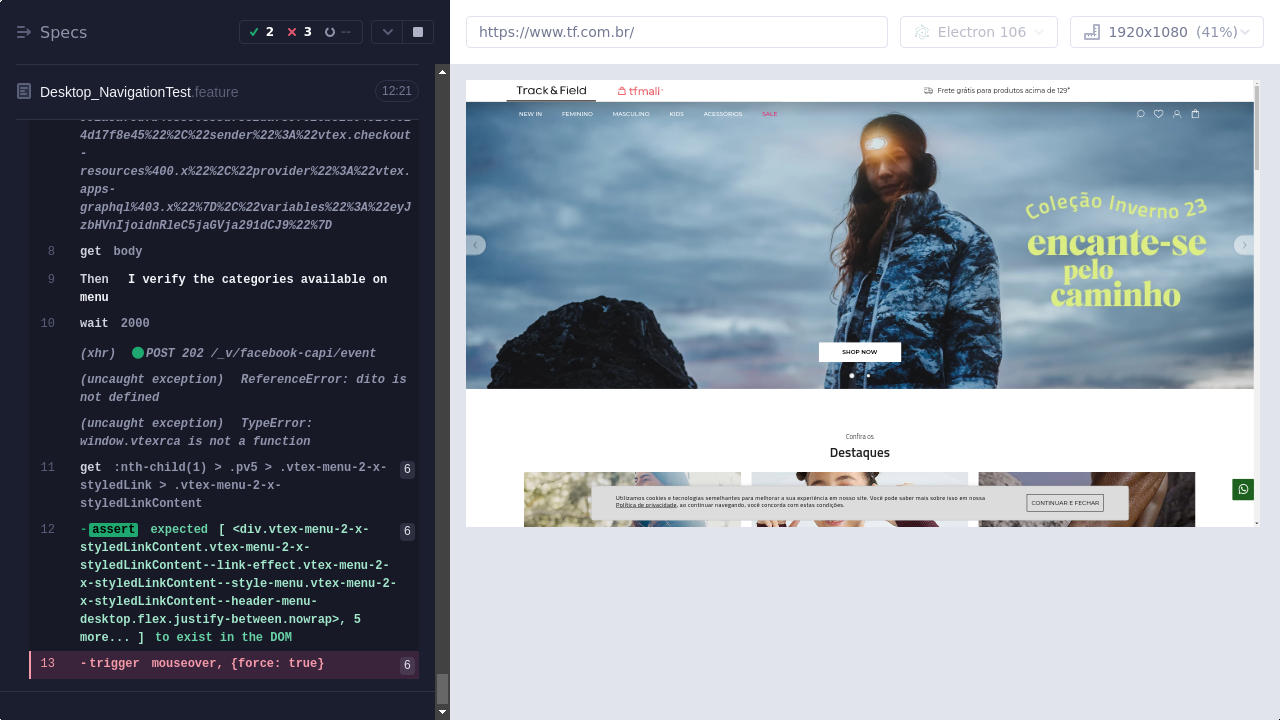 Specs
2
3
--
https://www.tf.com.br/
Electron 106
1920x1080 (41%)
Desktop_NavigationTest.feature
12:21
4d17f8e45%22%2C%22sender%22%3A%22vtex.checkout
-
resources%400.x%22%2C%22provider%22%3A%22vtex.
apps-
graphql%403.x%22%7D%2C%22variables%22%3A%22eyJ
zbHVnIjoidnRleC5jaGVja291dCJ9%22%7D
8 get body
9 Then I verify the categories available on
menu
10 wait 2000
(xhr) POST 202 /_v/facebook-capi/event
(uncaught exception) ReferenceError: dito is
not defined
(uncaught exception) TypeError:
window.vtexrca is not a function
11 get :nth-child(1) > .pv5 > .vtex-menu-2-x-
styledLink > .vtex-menu-2-x-
styledLinkContent
6
12 -assert expected [ <div.vtex-menu-2-x-
styledLinkContent.vtex-menu-2-x-
styledLinkContent--link-effect.vtex-menu-2-
x-styledLinkContent--style-menu.vtex-menu-2-
x-styledLinkContent--header-menu-
desktop.flex.justify-between.nowrap>, 5
more... ] to exist in the DOM
6
13 -trigger mouseover, {force: true}
6
Track&Field
tfmall
Frete grátis para produtos acima de 129*
NEW IN FEMININO MASCULINO KIDS ACESSÓRIOS SALE
Coleção Inverno 23
encante-se
pelo
caminho
SHOP NOW
Confira os
Destaques
Utilizamos cookies e tecnologias semelhantes para melhorar a sua experiência em nosso site. Você pode saber mais sobre isso em nossa
Política de privacidade, ao continuar navegando, você concorda com estas condições.
CONTINUAR E FECHAR